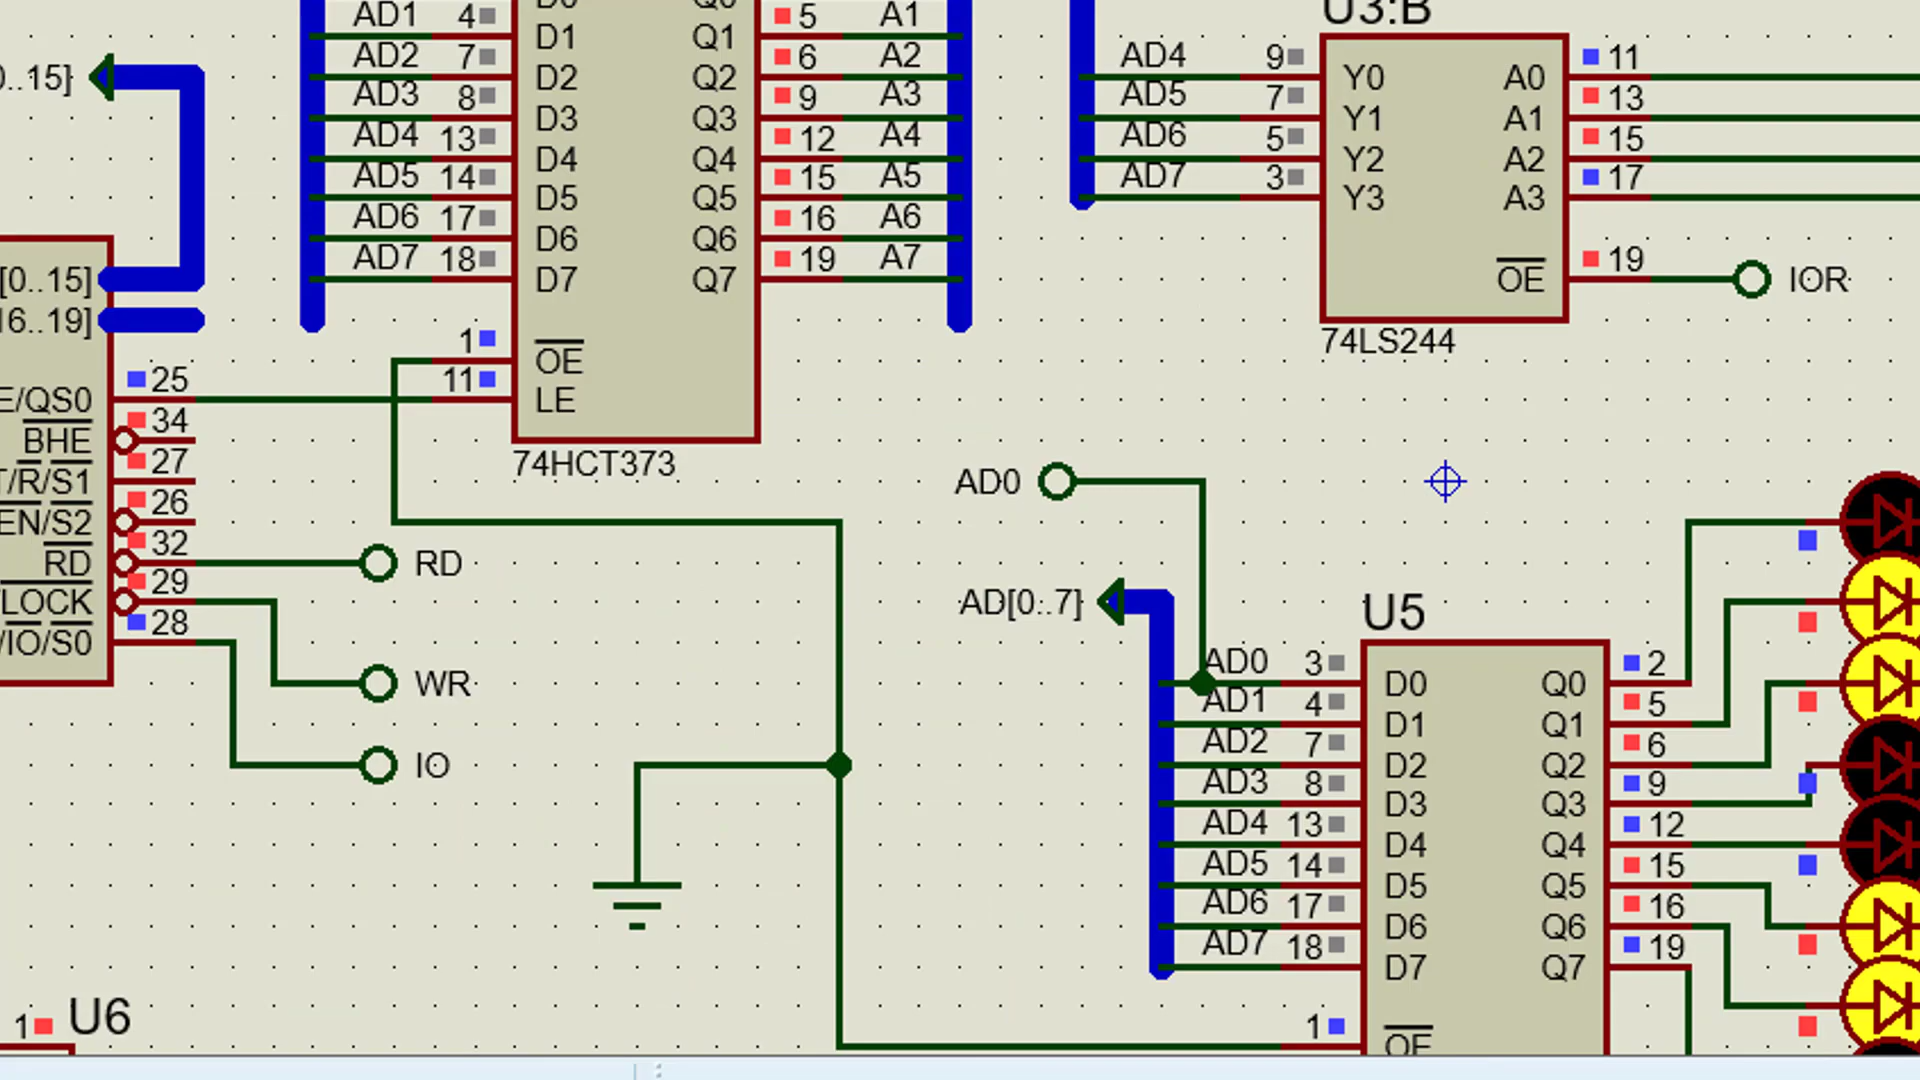 0..15]
[0..15]
16..19]
E/QS0 25
BHE 34
T/R/S1 27
EN/S2 26
RD 32
LOCK 29
/IO/S0 28
RD
WR
IO
1 U6
AD1 4 D1 Q1 5 A1
AD2 7 D2 Q2 6 A2
AD3 8 D3 Q3 9 A3
AD4 13 D4 Q4 12 A4
AD5 14 D5 Q5 15 A5
AD6 17 D6 Q6 16 A6
AD7 18 D7 Q7 19 A7
1 OE
11 LE
74HCT373
U3:B
AD4 9 Y0 A0 11
AD5 7 Y1 A1 13
AD6 5 Y2 A2 15
AD7 3 Y3 A3 17
OE 19 IOR
74LS244
AD0
AD[0..7]
U5
AD0 3 D0 Q0 2
AD1 4 D1 Q1 5
AD2 7 D2 Q2 6
AD3 8 D3 Q3 9
AD4 13 D4 Q4 12
AD5 14 D5 Q5 15
AD6 17 D6 Q6 16
AD7 18 D7 Q7 19
1 OE